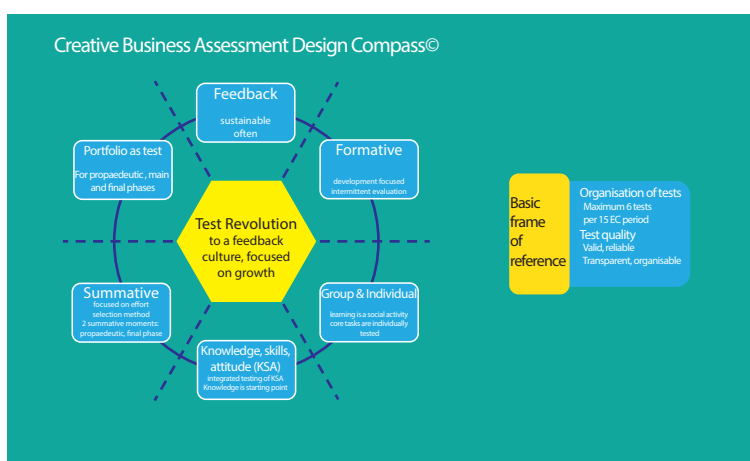 Creative Business Assessment Design Compass©
Feedback
sustainable
often
Formative
development focused
intermittent evaluation
Group & Individual
learning is a social activity
core tasks are individually
tested
Knowledge, skills,
attitude (KSA)
integrated testing of KSA
Knowledge is starting point
Summative
focused on effort
selection method
2 summative moments:
propaedeutic, final phase
Portfolio as test
For propaedeutic , main
and final phases
Test Revolution
to a feedback
culture, focused
on growth
Basic
frame
of
reference
Organisation of tests
Maximum 6 tests
per 15 EC period
Test quality
Valid, reliable
Transparent, organisable